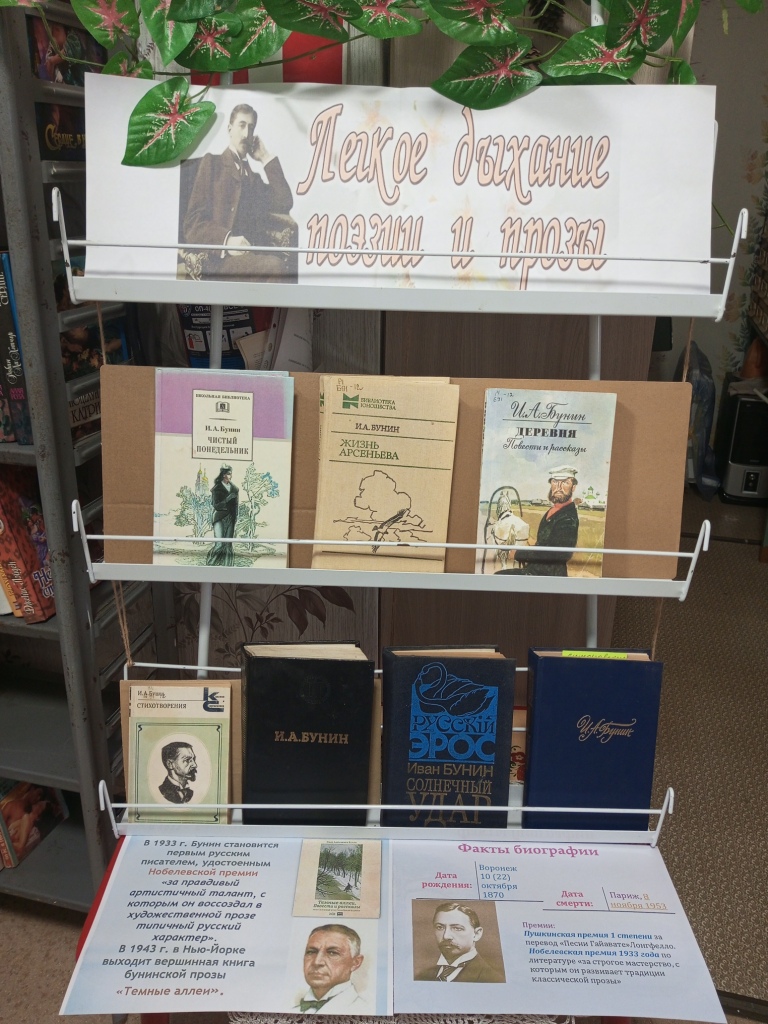 Легкое дыхание
поэзии и прозы
ШКОЛЬНАЯ БИБЛИОТЕКА
И. А. Бунин
ЧИСТЫЙ
ПОНЕДЕЛЬНИК
БИБЛИОТЕКА
ЮНОШЕСТВА
И.А. БУНИН
ЖИЗНЬ
АРСЕНЬЕВА
И.А.Бунин
ДЕРЕВНЯ
Повести и рассказы
И.А.Бунин
СТИХОТВОРЕНИЯ
И.А.БУНИН
РУССКIЙ
ЭРОС
Иван БУНИН
СОЛНЕЧНЫЙ
УДАР
И.А.Бунин
В 1933 г. Бунин становится
первым русским
писателем, удостоенным
Нобелевской премии
«за правдивый
артистичный талант, с
которым он воссоздал в
художественной прозе
типичный русский
характер».
В 1943 г. в Нью-Йорке
выходит вершинная книга
бунинской прозы
«Темные аллеи».
Факты биографии
Дата
рождения:
Воронеж
10 (22)
октября
1870
Дата
смерти:
Париж, 8
ноября 1953
Премии:
Пушкинская премия 1 степени за
перевод «Песни Гайавате»Лонгфелло.
Нобелевская премия 1933 года по
литературе «за строгое мастерство, с
которым он развивает традиции
классической прозы»